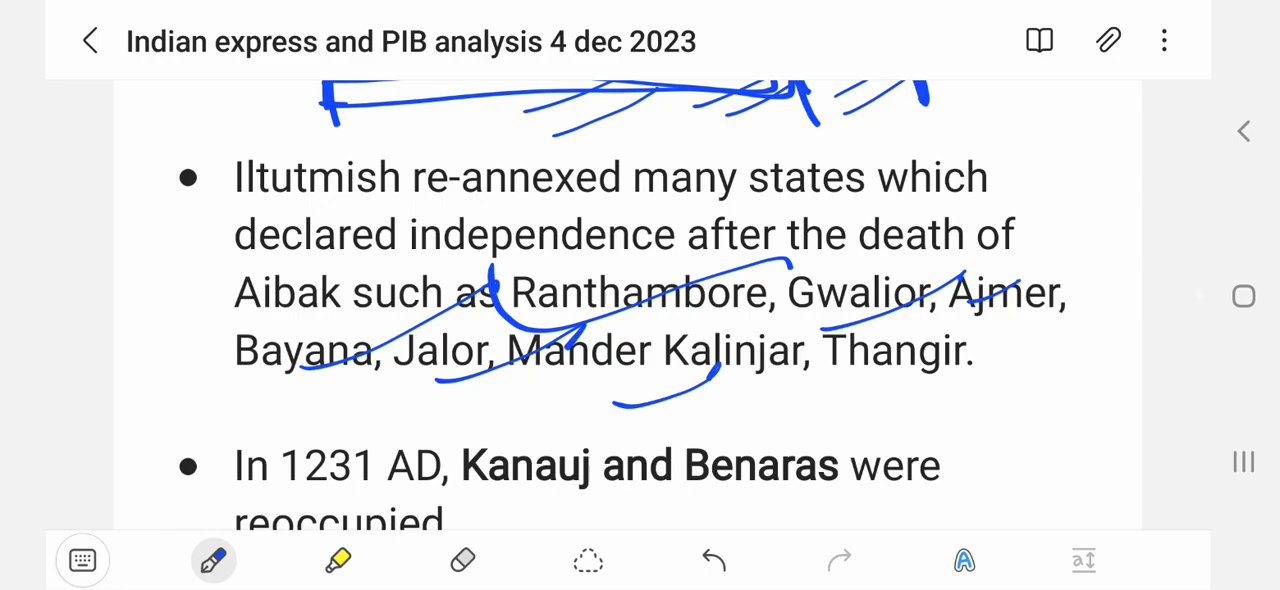 Indian express and PIB analysis 4 dec 2023
● Iltutmish re-annexed many states which
declared independence after the death of
Aibak such as Ranthambore, Gwalior, Ajmer,
Bayana, Jalor, Mander Kalinjar, Thangir.
● In 1231 AD, Kanauj and Benaras were
reoccupied
A
a